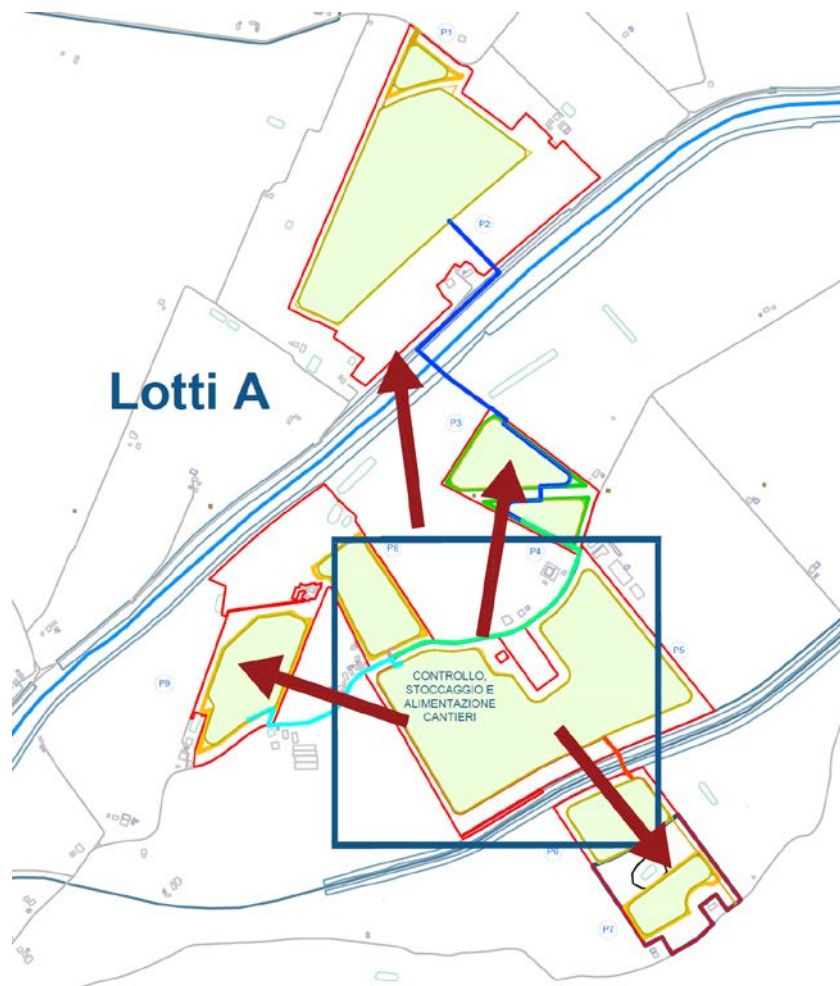 P1
P2
Lotti A
P3
P4
P8
P5
CONTROLLO,
STOCCAGGIO E
ALIMENTAZIONE
CANTIERI
P9
P6
P7